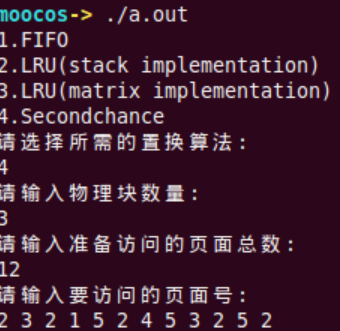 moocos-> ./a.out
1.FIFO
2.LRU(stack implementation)
3.LRU(matrix implementation)
4.Secondchance
请选择所需的置换算法:
4
请输入物理块数量:
3
请输入准备访问的页面总数:
12
请输入要访问的页面号:
2 3 2 1 5 2 4 5 3 2 5 2